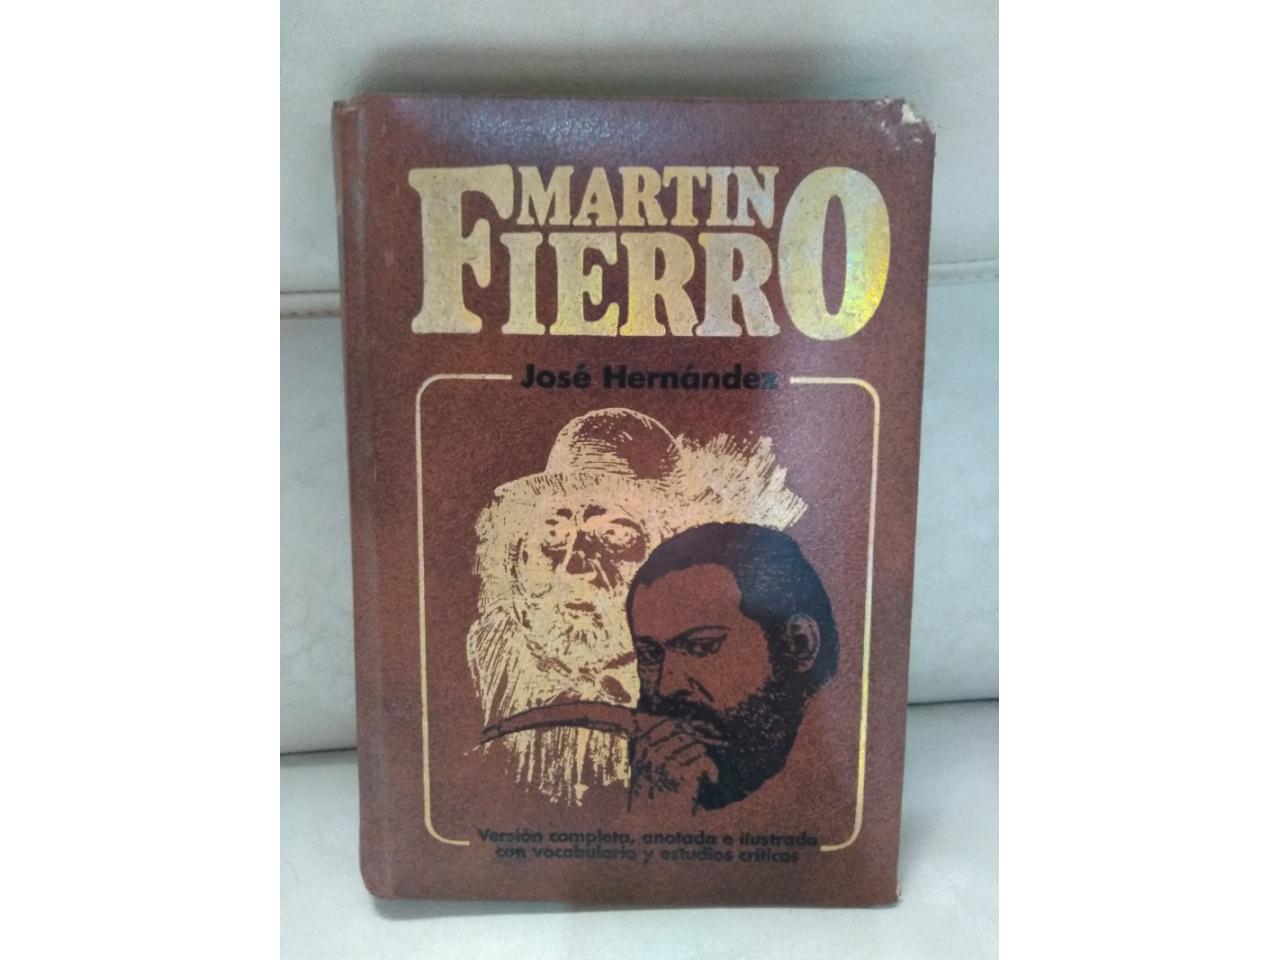 MARTIN
FIERRO
José Hernández
Versión completa, anotada e ilustrada
con vocabulario y estudios críticos